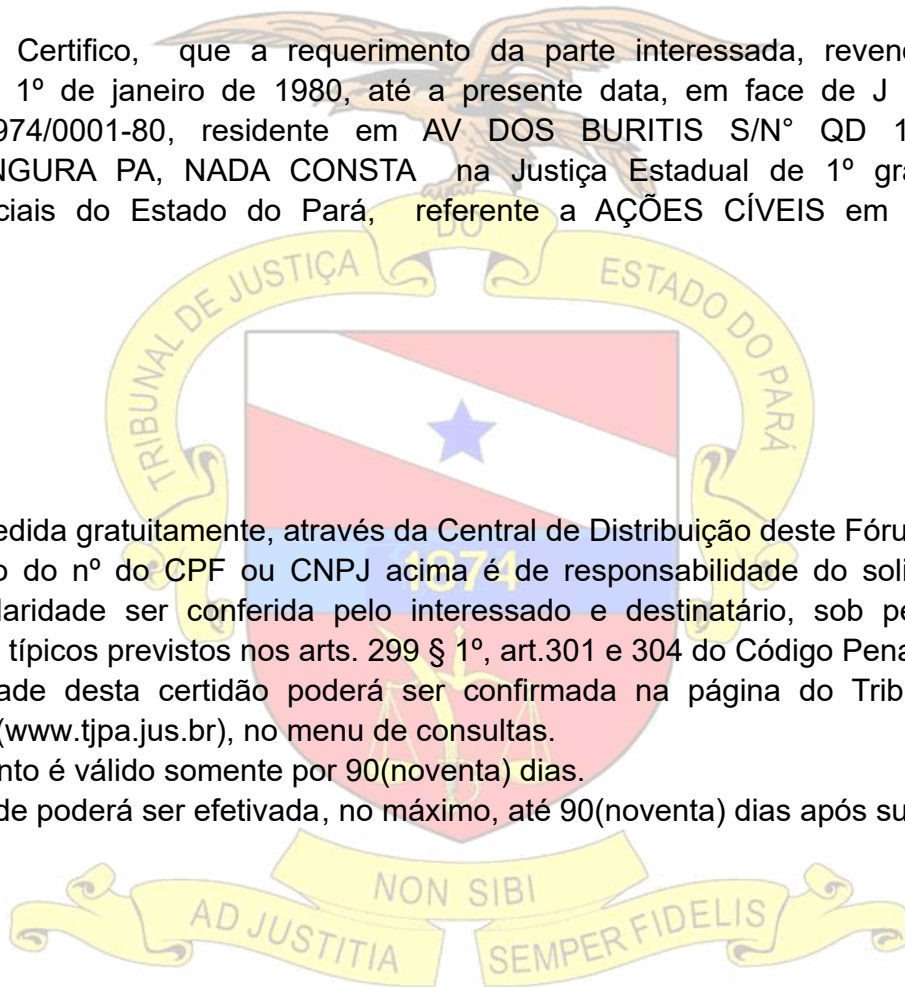 Certifico, que a requerimento da parte interessada, revend
1º de janeiro de 1980, até a presente data, em face de J
974/0001-80, residente em AV DOS BURITIS S/N° QD 1
NGURA PA, NADA CONSTA na Justiça Estadual de 1º gra
ciais do Estado do Pará, referente a AÇÕES CÍVEIS em
TRIBUNAL DE JUSTIÇA DO ESTADO DO PARÁ
edida gratuitamente, através da Central de Distribuição deste Fóru
o do nº do CPF ou CNPJ acima é de responsabilidade do soli
1874
laridade ser conferida pelo interessado e destinatário, sob pe
típicos previstos nos arts. 299 § 1º, art.301 e 304 do Código Pena
ade desta certidão poderá ser confirmada na página do Trib
(www.tjpa.jus.br), no menu de consultas.
nto é válido somente por 90(noventa) dias.
de poderá ser efetivada, no máximo, até 90(noventa) dias após su
NON SIBI
AD JUSTITIA SEMPER FIDELIS